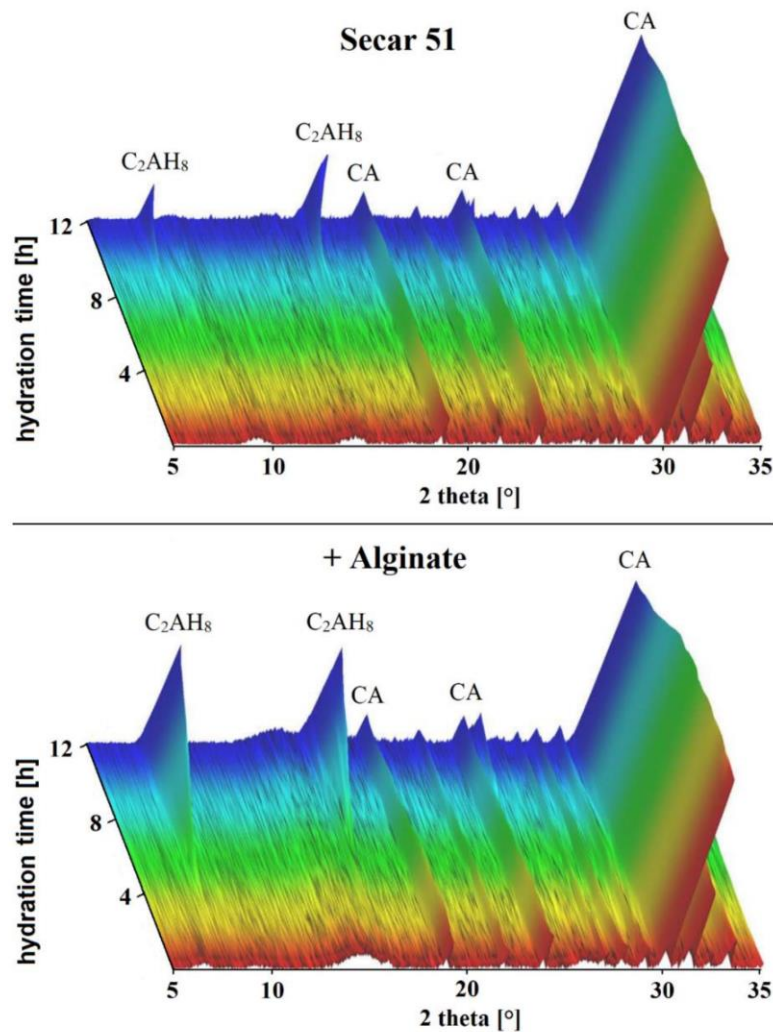 Secar 51
CA
C₂AH₈
C₂AH₈
CA
CA
12
8
4
hydration time [h]
5 10 20 30 35
2 theta [°]
+ Alginate
CA
C₂AH₈
C₂AH₈
CA
CA
12
8
4
hydration time [h]
5 10 20 30 35
2 theta [°]